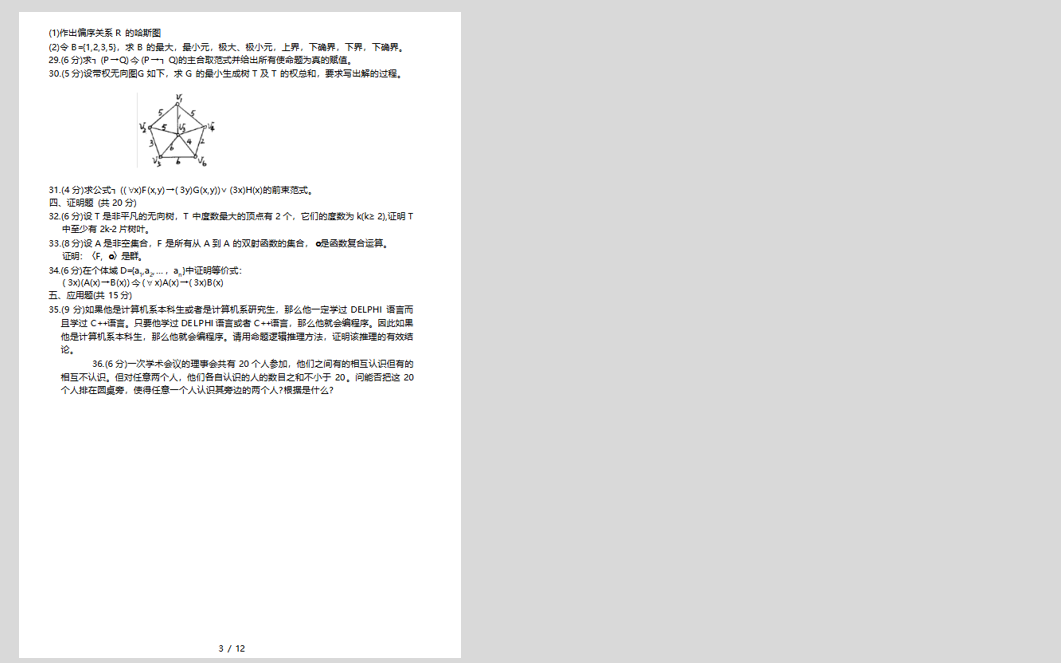 (1)作出偏序关系 R 的哈斯图
(2)令 B={1,2,3,5}，求 B 的最大，最小元，极大、极小元，上界，下确界，下界，下确界。
29.(6 分)求┐(P→Q)⇔(P→┐Q)的主合取范式并给出所有使命题为真的赋值。
30.(5 分)设带权无向图G 如下，求 G 的最小生成树 T 及 T 的权总和，要求写出解的过程。
V1
5 5
V2 5 V5 V4
3 6 4 2
V3 6 V6
31.(4 分)求公式┐((∀x)F(x,y)→(∃y)G(x,y))∨(∃x)H(x)的前束范式。
四、证明题 (共 20 分)
32.(6 分)设 T 是非平凡的无向树，T 中度数最大的顶点有 2 个，它们的度数为 k(k≥2),证明 T
中至少有 2k-2 片树叶。
33.(8 分)设 A 是非空集合，F 是所有从 A 到 A 的双射函数的集合，o是函数复合运算。
证明：〈F, o〉是群。
34.(6 分)在个体域 D={a1,a2,…，an}中证明等价式：
(∃x)(A(x)→B(x))⇔(∀x)A(x)→(∃x)B(x)
五、应用题(共 15 分)
35.(9 分)如果他是计算机系本科生或者是计算机系研究生，那么他一定学过 DELPHI 语言而
且学过 C++语言。只要他学过 DELPHI 语言或者 C++语言，那么他就会编程序。因此如果
他是计算机系本科生，那么他就会编程序。请用命题逻辑推理方法，证明该推理的有效结
论。
36.(6 分)一次学术会议的理事会共有 20 个人参加，他们之间有的相互认识但有的
相互不认识。但对任意两个人，他们各自认识的人的数目之和不小于 20。问能否把这 20
个人排在圆桌旁，使得任意一个人认识其旁边的两个人?根据是什么?
3 / 12